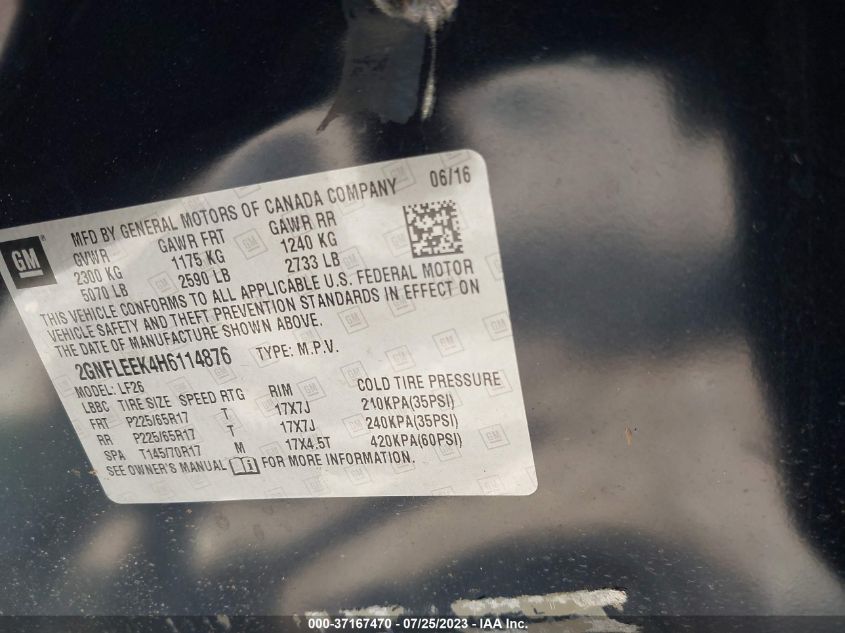 MFD BY GENERAL MOTORS OF CANADA COMPANY 06/16
GM
GVWR GAWR FRT GAWR RR
2300 KG 1175 KG 1240 KG
5070 LB 2590 LB 2733 LB
THIS VEHICLE CONFORMS TO ALL APPLICABLE U.S. FEDERAL MOTOR
VEHICLE SAFETY AND THEFT PREVENTION STANDARDS IN EFFECT ON
THE DATE OF MANUFACTURE SHOWN ABOVE.
2GNFLEEK4H6114876 TYPE: M.P.V.
MODEL: LF26
LBBC TIRE SIZE SPEED RTG RIM COLD TIRE PRESSURE
FRT P225/65R17 T 17X7J 240KPA(35PSI)
RR P225/65R17 T 17X7J 240KPA(35PSI)
SPA T145/70R17 M 17X4.5T 420KPA(60PSI)
SEE OWNER'S MANUAL FOR MORE INFORMATION.
000-37167470 - 07/25/2023 - IAA Inc.